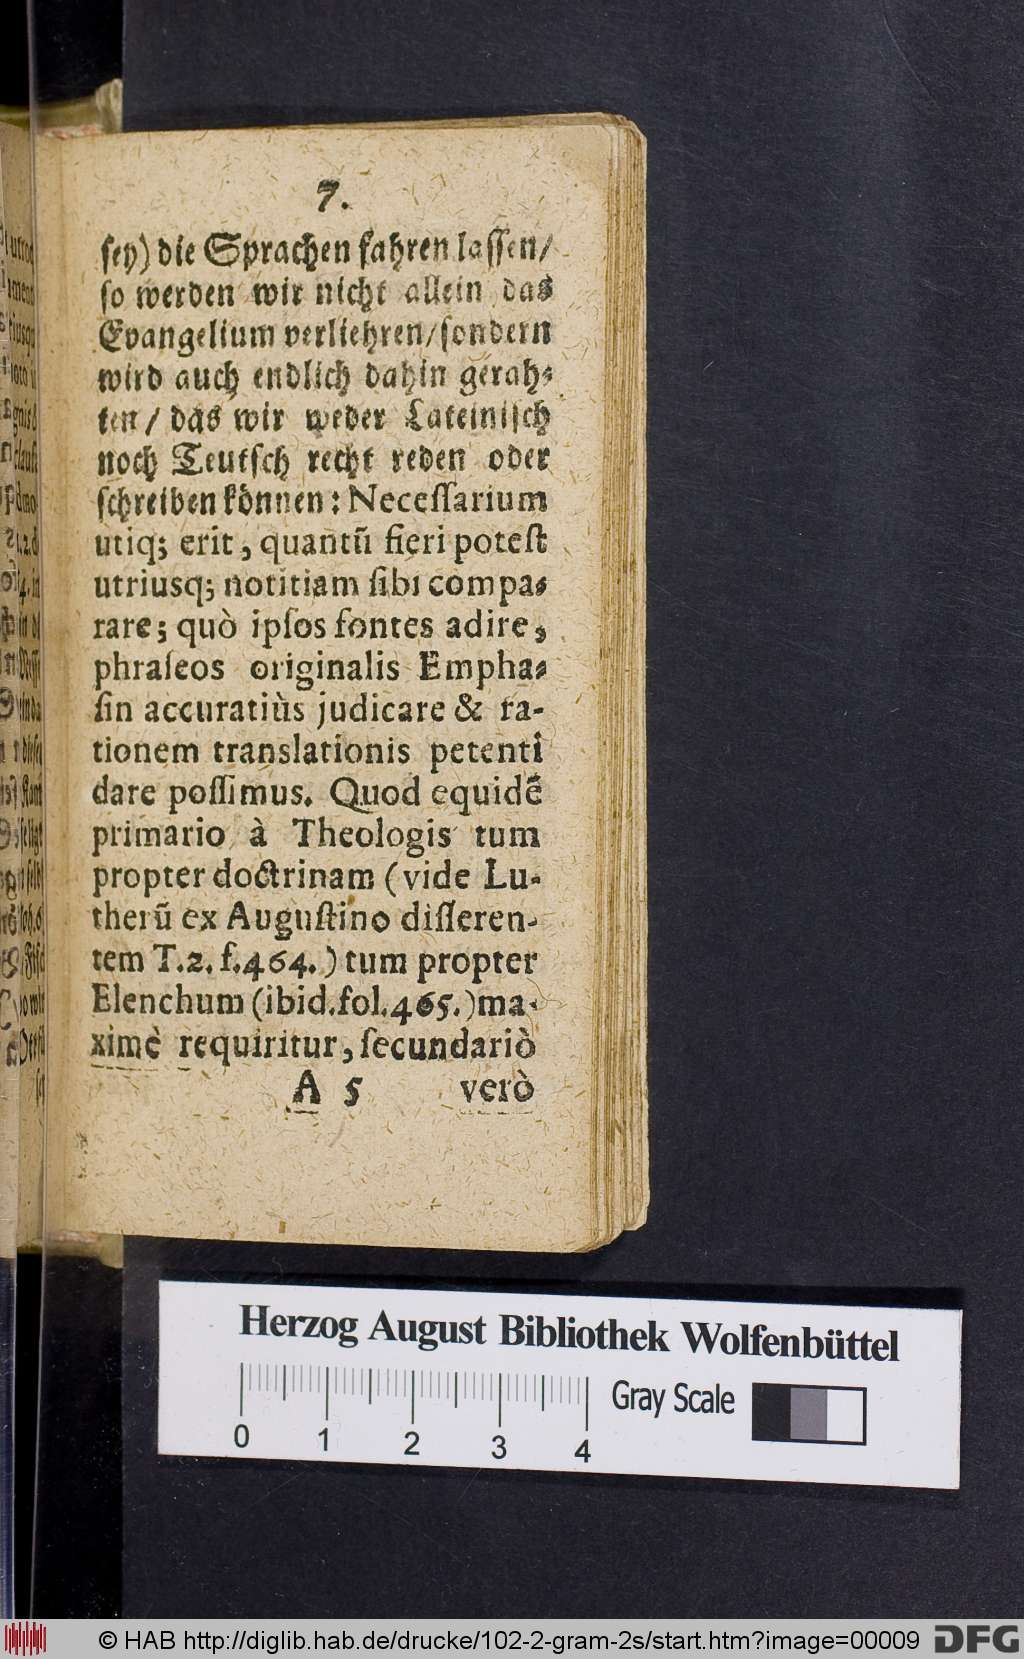 7.
ſey) die Sprachen fahren laſſen/
ſo werden wir nicht allein das
Evangelium verliehren/ſondern
wird auch endlich dahin gerah⸗
ten / das wir weder Lateiniſch
noch Teutſch recht reden oder
ſchreiben können: Neceſſarium
utiq; erit, quantũ fieri poteſt
utriusq; notitiam ſibi compa⸗
rare; quò ipſos fontes adire,
phraſeos originalis Empha⸗
ſin accuratiùs judicare & ra-
tionem translationis petenti
dare poſſimus. Quod equidẽ
primario à Theologis tum
propter doctrinam (vide Lu-
therũ ex Auguſtino diſſeren-
tem T.2. f.464.) tum propter
Elenchum (ibid.fol.465.)ma-
ximè requiritur, ſecundariò
A 5 verò
Herzog August Bibliothek Wolfenbüttel
0 1 2 3 4
Gray Scale
© HAB http://diglib.hab.de/drucke/102-2-gram-2s/start.htm?image=00009
DFG